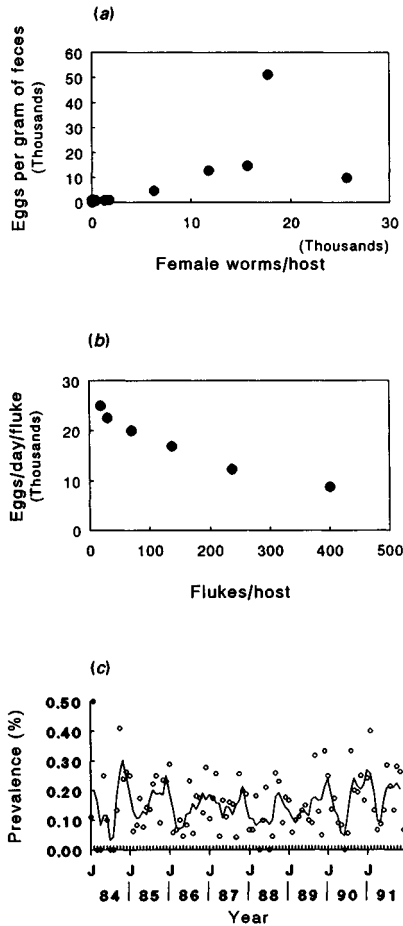 (a)
Eggs per gram of feces
(Thousands)
60
50
40
30
20
10
0
0 10 20 30
(Thousands)
Female worms/host
(b)
Eggs/day/fluke
(Thousands)
30
20
10
0
0 100 200 300 400 500
Flukes/host
(c)
Prevalence (%)
0.50
0.40
0.30
0.20
0.10
0.00
J J J J J J J J
84 | 85 | 86 | 87 | 88 | 89 | 90 | 91
Year